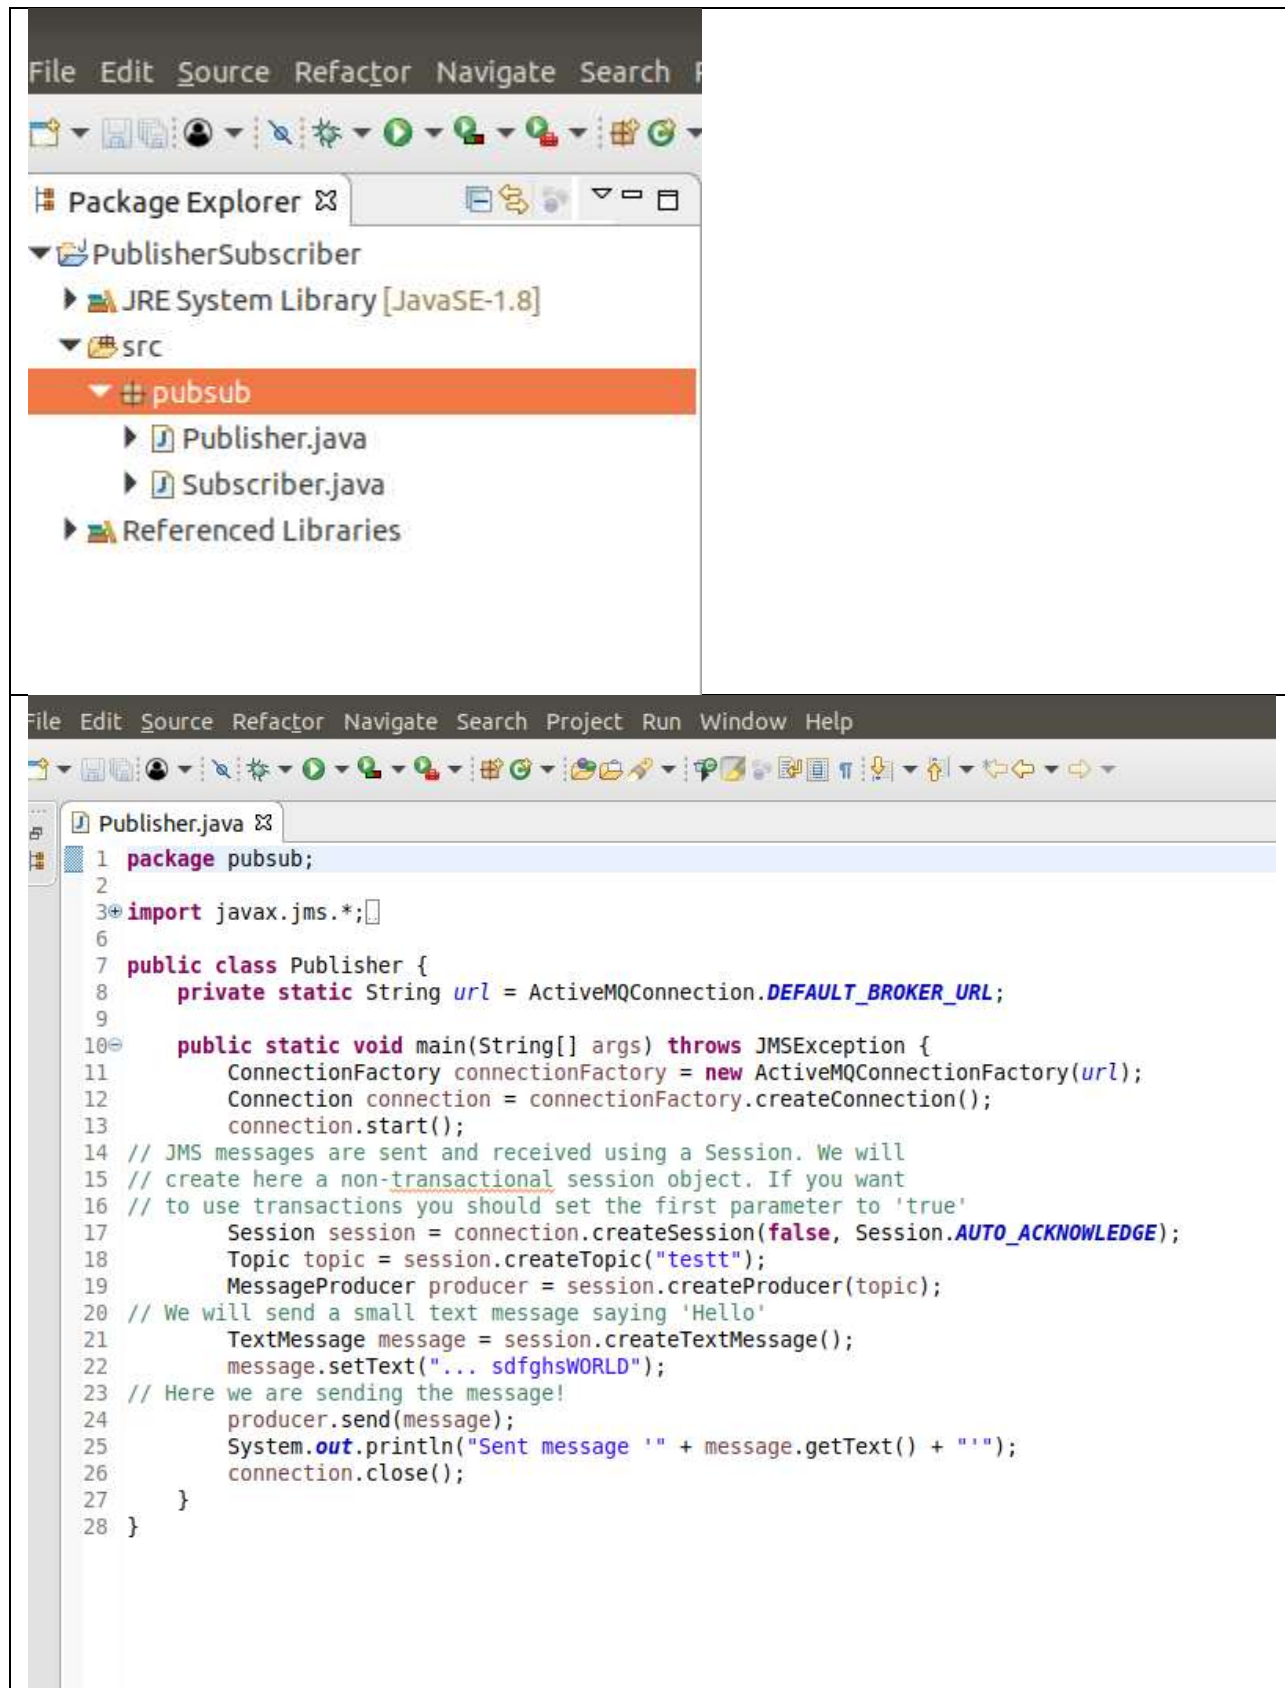 File Edit Source Refactor Navigate Search
Package Explorer
PublisherSubscriber
JRE System Library [JavaSE-1.8]
src
pubsub
Publisher.java
Subscriber.java
Referenced Libraries
File Edit Source Refactor Navigate Search Project Run Window Help
Publisher.java
1 package pubsub;
2
3 import javax.jms.*;
6
7 public class Publisher {
8 private static String url = ActiveMQConnection.DEFAULT_BROKER_URL;
9
10 public static void main(String[] args) throws JMSException {
11 ConnectionFactory connectionFactory = new ActiveMQConnectionFactory(url);
12 Connection connection = connectionFactory.createConnection();
13 connection.start();
14 // JMS messages are sent and received using a Session. We will
15 // create here a non-transactional session object. If you want
16 // to use transactions you should set the first parameter to 'true'
17 Session session = connection.createSession(false, Session.AUTO_ACKNOWLEDGE);
18 Topic topic = session.createTopic("testt");
19 MessageProducer producer = session.createProducer(topic);
20 // We will send a small text message saying 'Hello'
21 TextMessage message = session.createTextMessage();
22 message.setText("... sdfghsWORLD");
23 // Here we are sending the message!
24 producer.send(message);
25 System.out.println("Sent message '" + message.getText() + "'");
26 connection.close();
27 }
28 }